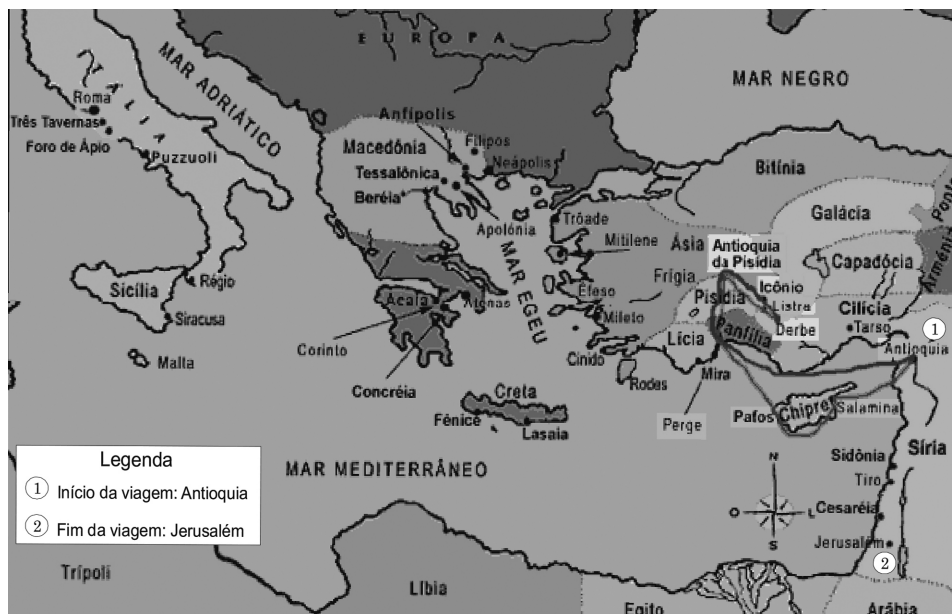 EUROPA
MAR NEGRO
ITÁLIA
MAR ADRIÁTICO
Roma
Três Tavernas
Foro de Ápio
Puzzuoli
Anfípolis
Filipos
Macedônia
Neápolis
Tessalônica
Beréia
Apolónia
Trôade
Mitilene
MAR EGEU
Bitínia
Galácia
Armênia
Ásia
Antioquia
da Pisídia
Capadócia
Frígia
Icônio
Pisídia
Listra
Cilícia
Tarso
Derbe
Panfilia
Lícia
1
Antioquia
Sicília
Régio
Siracusa
Malta
Acaia
Atenas
Éfeso
Mileto
Corinto
Cnido
Concréia
Rodes
Mira
Creta
Fénice
Lasaia
Perge
Pafos
Chipre
Salamina
Síria
Sidônia
Tiro
Cesaréia
Jerusalém
2
MAR MEDITERRÂNEO
N
O
L
S
Legenda
1 Início da viagem: Antioquia
2 Fim da viagem: Jerusalém
Trípoli
Líbia
Egito
Arábia